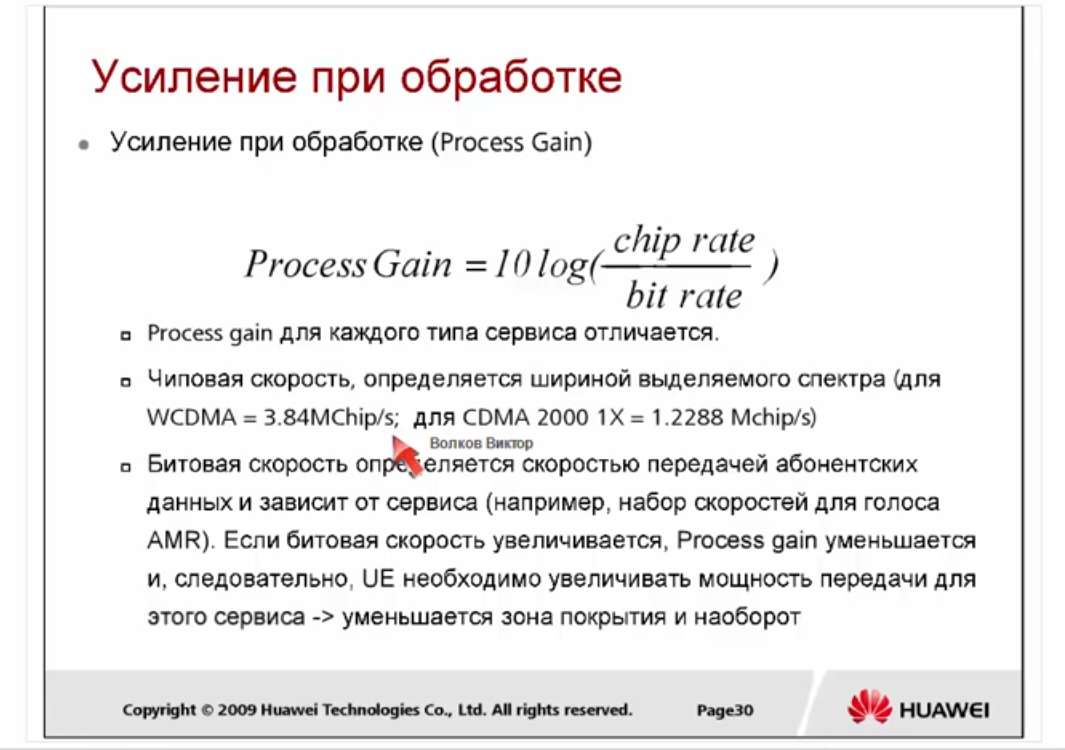 Усиление при обработке
Усиление при обработке (Process Gain)
Process Gain = 10 log(chip rate / bit rate)
Process gain для каждого типа сервиса отличается.
Чиповая скорость, определяется шириной выделяемого спектра (для
WCDMA = 3.84MChip/s; для CDMA 2000 1X = 1.2288 Mchip/s)
Волков Виктор
Битовая скорость определяется скоростью передачей абонентских
данных и зависит от сервиса (например, набор скоростей для голоса
AMR). Если битовая скорость увеличивается, Process gain уменьшается
и, следовательно, UE необходимо увеличивать мощность передачи для
этого сервиса -> уменьшается зона покрытия и наоборот
Copyright © 2009 Huawei Technologies Co., Ltd. All rights reserved.
Page30
HUAWEI